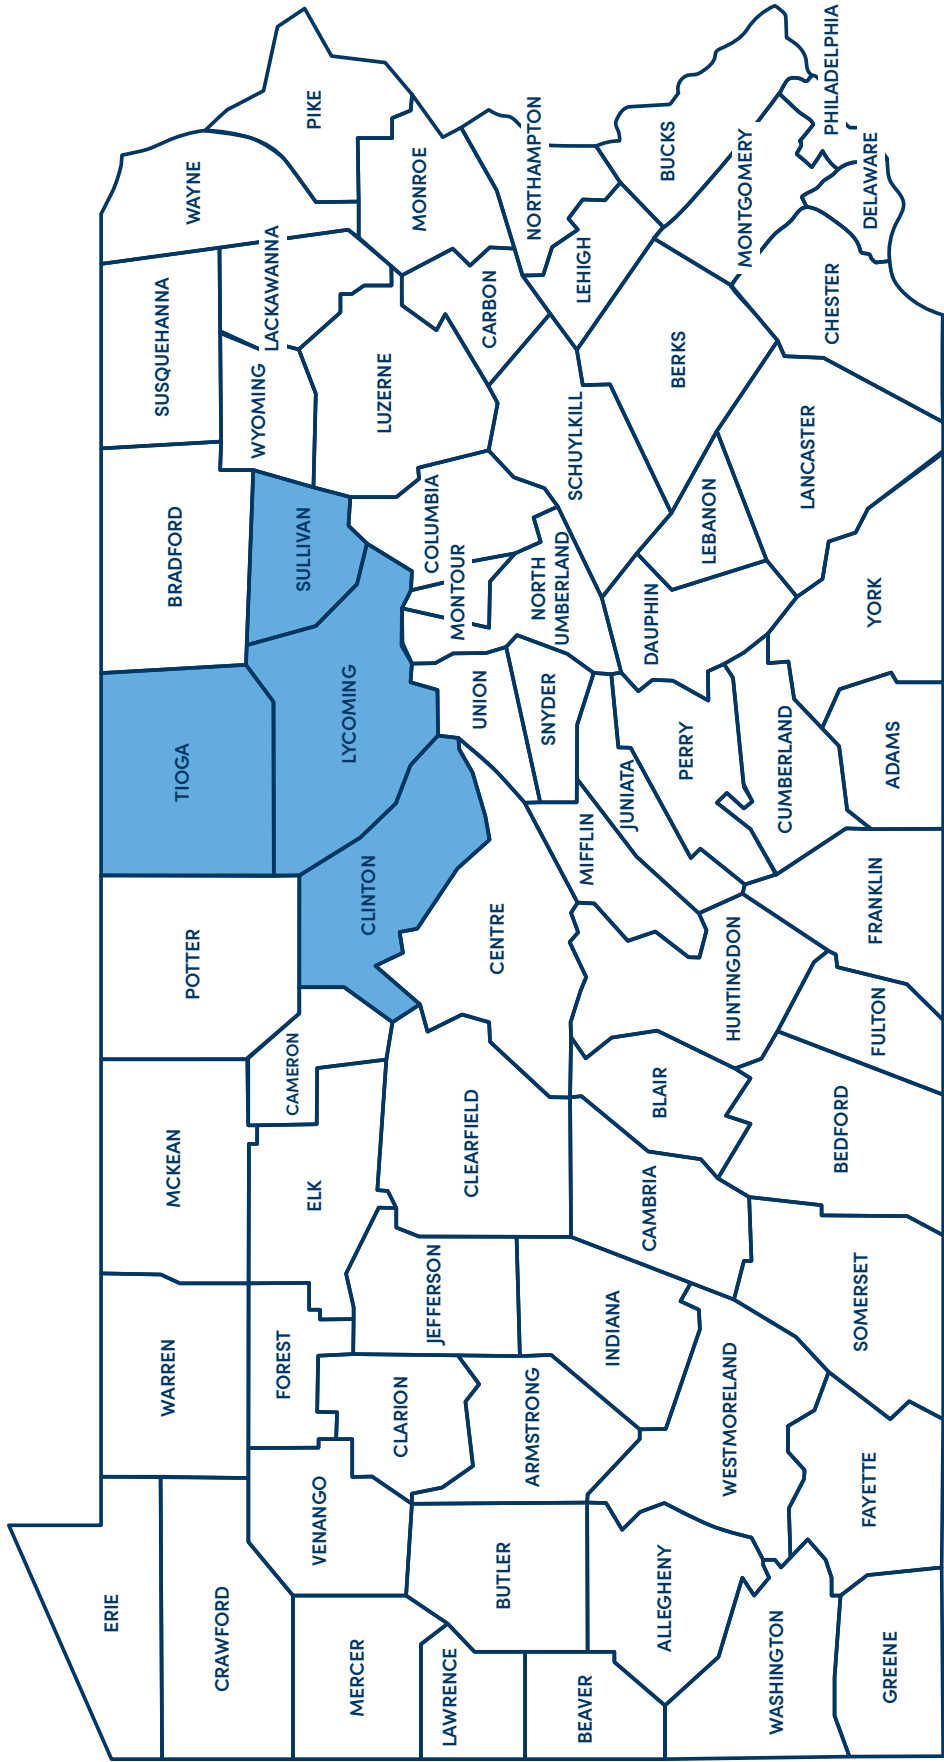 ERIE
CRAWFORD
WARREN
MCKEAN
POTTER
TIOGA
BRADFORD
SUSQUEHANNA
WAYNE
PIKE
MERCER
VENANGO
FOREST
ELK
CAMERON
CLINTON
LYCOMING
SULLIVAN
WYOMING
LACKAWANNA
LUZERNE
MONROE
LAWRENCE
BUTLER
CLARION
JEFFERSON
CLEARFIELD
CENTRE
UNION
MONTOUR
COLUMBIA
CARBON
NORTHAMPTON
BEAVER
ARMSTRONG
INDIANA
MIFFLIN
JUNIATA
SNYDER
NORTH
UMBERLAND
SCHUYLKILL
LEHIGH
ALLEGHENY
WESTMORELAND
CAMBRIA
BLAIR
HUNTINGDON
PERRY
DAUPHIN
LEBANON
BERKS
MONTGOMERY
BUCKS
WASHINGTON
GREENE
FAYETTE
SOMERSET
BEDFORD
FULTON
FRANKLIN
CUMBERLAND
ADAMS
YORK
LANCASTER
CHESTER
DELAWARE
PHILADELPHIA